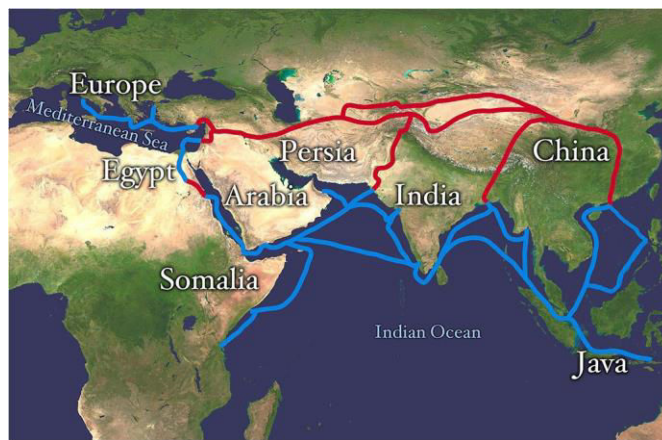 Europe
Mediterranean Sea
Egypt
Persia
China
Arabia
India
Somalia
Indian Ocean
Java